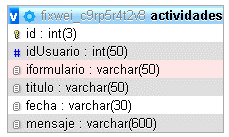 v fixwei_c9rp5r4t2v8 actividades
id : int(3)
# idUsuario : int(50)
iformulario : varchar(50)
titulo : varchar(50)
fecha : varchar(30)
mensaje : varchar(600)